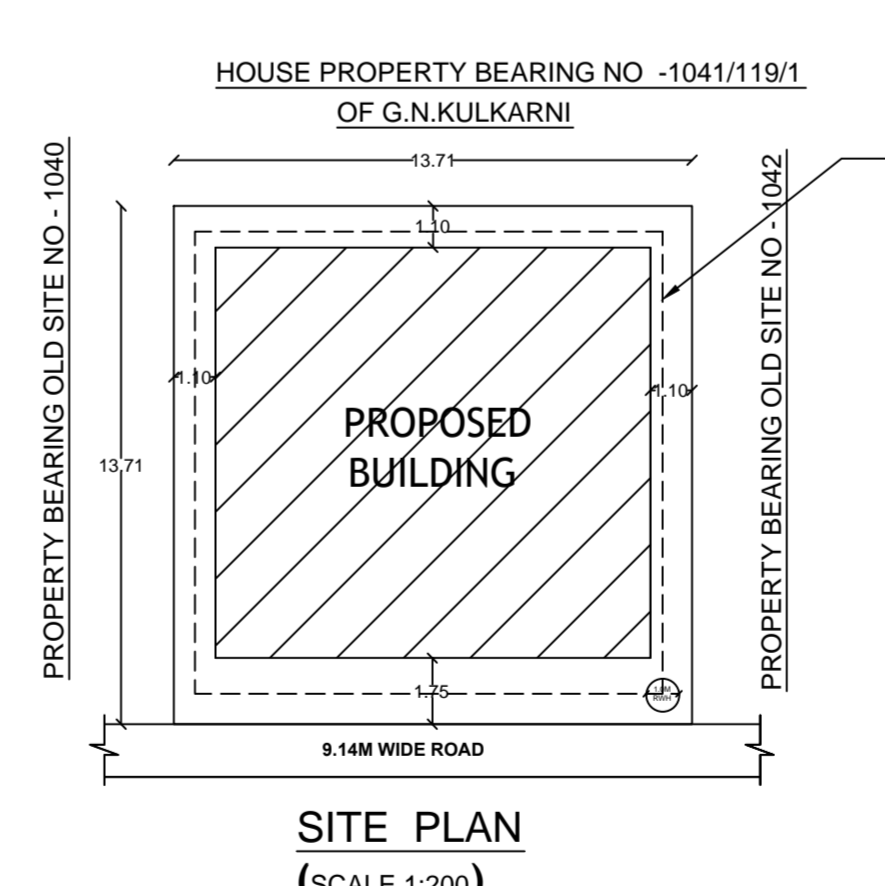 HOUSE PROPERTY BEARING NO -1041/119/1
OF G.N.KULKARNI
13.71
PROPERTY BEARING OLD SITE NO - 1040
PROPERTY BEARING OLD SITE NO - 1042
1.10
1.10
1.10
PROPOSED
BUILDING
13.71
1.75
RWH
9.14M WIDE ROAD
SITE PLAN
(SCALE 1:200)